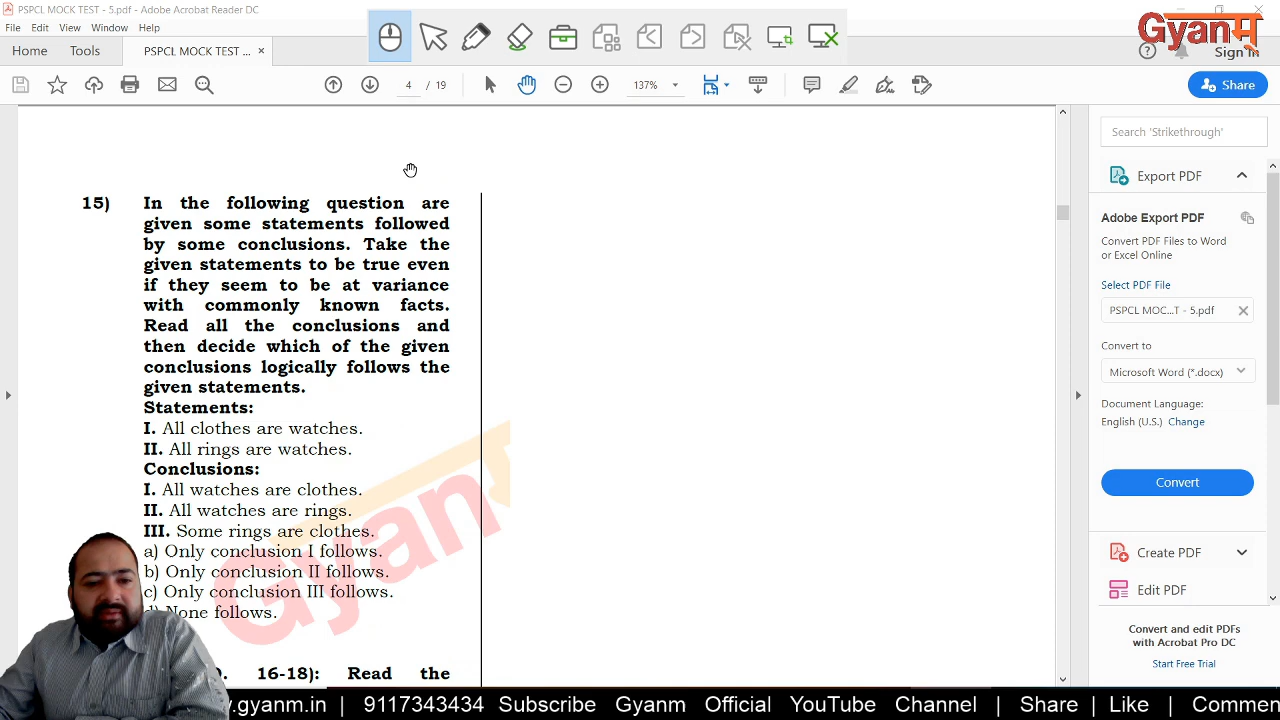 PSPCL MOCK TEST - 5.pdf - Adobe Acrobat Reader DC
File Edit View Window Help
Gyanम्
Home Tools PSPCL MOCK TEST ... × Sign In
4 / 19 137% Share
Search 'Strikethrough'
Export PDF
Adobe Export PDF
Convert PDF Files to Word
or Excel Online
Select PDF File
PSPCL MOC...T - 5.pdf
Convert to
Microsoft Word (*.docx)
Document Language:
English (U.S.) Change
Convert
Create PDF
Edit PDF
Convert and edit PDFs
with Acrobat Pro DC
Start Free Trial
15) In the following question are
given some statements followed
by some conclusions. Take the
given statements to be true even
if they seem to be at variance
with commonly known facts.
Read all the conclusions and
then decide which of the given
conclusions logically follows the
given statements.
Statements:
I. All clothes are watches.
II. All rings are watches.
Conclusions:
I. All watches are clothes.
II. All watches are rings.
III. Some rings are clothes.
a) Only conclusion I follows.
b) Only conclusion II follows.
c) Only conclusion III follows.
d) None follows.
16-18): Read the
Gyan
.gyanm.in | 9117343434 Subscribe Gyanm Official YouTube Channel | Share | Like |